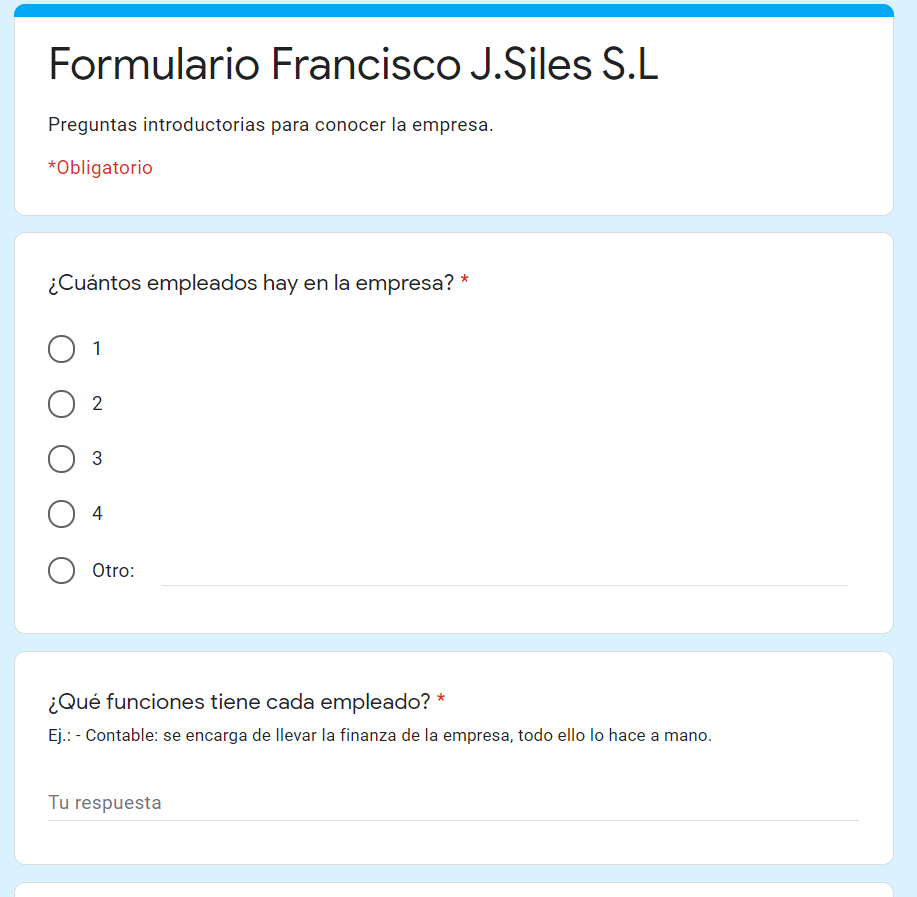 Formulario Francisco J.Siles S.L
Preguntas introductorias para conocer la empresa.
*Obligatorio
¿Cuántos empleados hay en la empresa? *
1
2
3
4
Otro:
¿Qué funciones tiene cada empleado? *
Ej.: - Contable: se encarga de llevar la finanza de la empresa, todo ello lo hace a mano.
Tu respuesta